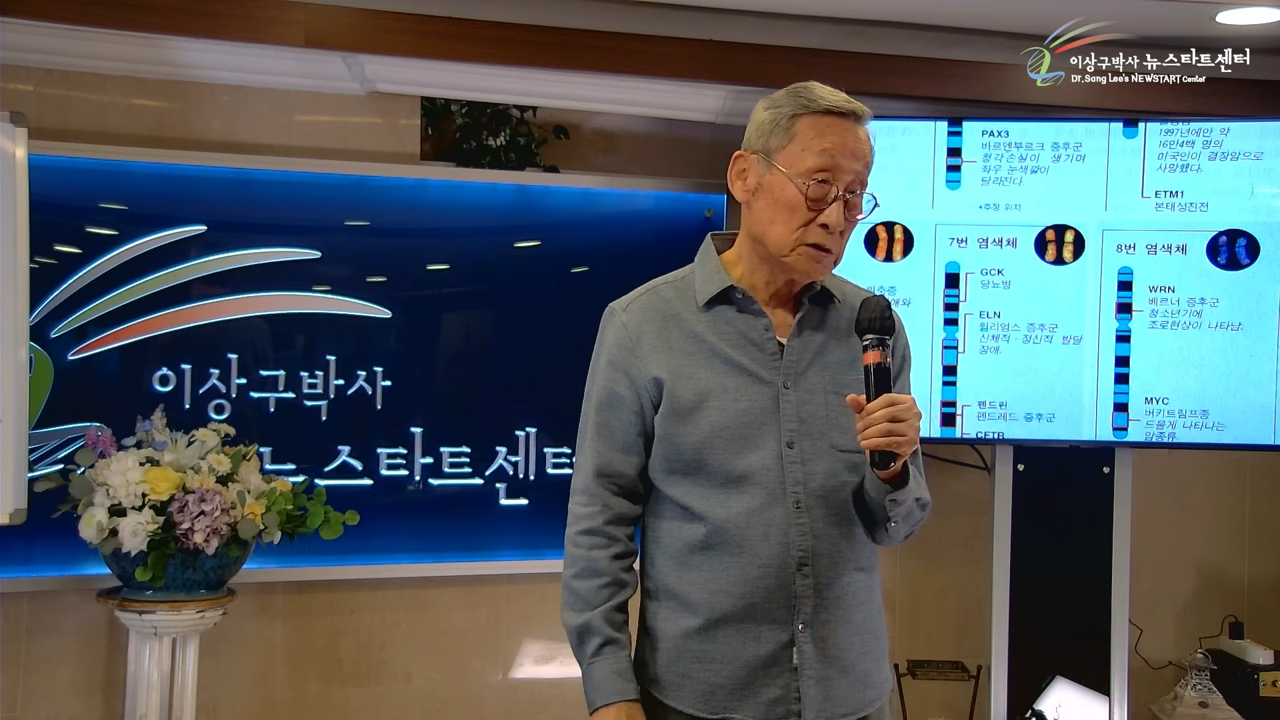 이상구박사 뉴스타트센터
Dr. Sang Lee's NEWSTART Center
이상구박사
뉴스타트센터
PAX3
바르덴부르크 증후군
청각손실이 생기며
좌우 눈색깔이
달라진다.
*추정 위치
1997년에만 약
16만4백 명의
미국인이 결장암으로
사망했다.
ETM1
본태성진전
7번 염색체
GCK
당뇨병
ELN
윌리엄스 증후군
신체적·정신적 발달
장애.
펜드린
펜드레드 증후군
CFTR
8번 염색체
WRN
베르너 증후군
청소년기에
조로현상이 나타남.
MYC
버키트림프종
드물게 나타나는
암종류